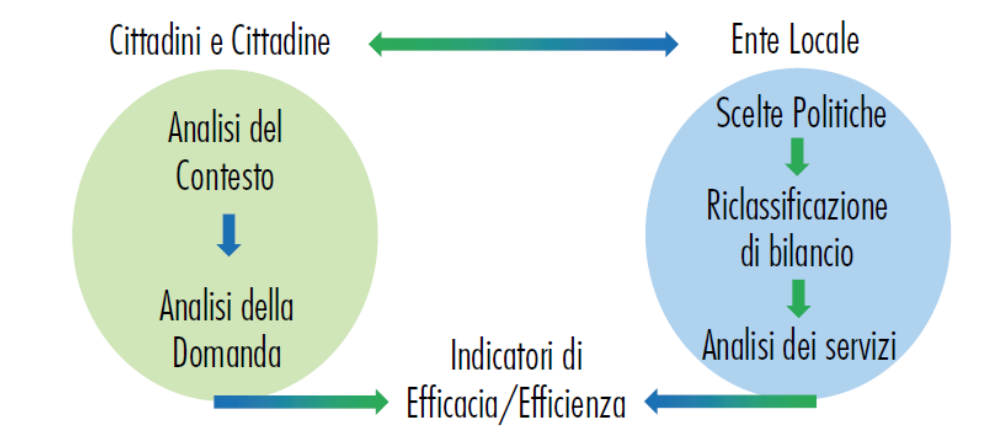 Cittadini e Cittadine
Ente Locale
Analisi del
Contesto
Analisi della
Domanda
Scelte Politiche
Riclassificazione
di bilancio
Analisi dei servizi
Indicatori di
Efficacia/Efficienza